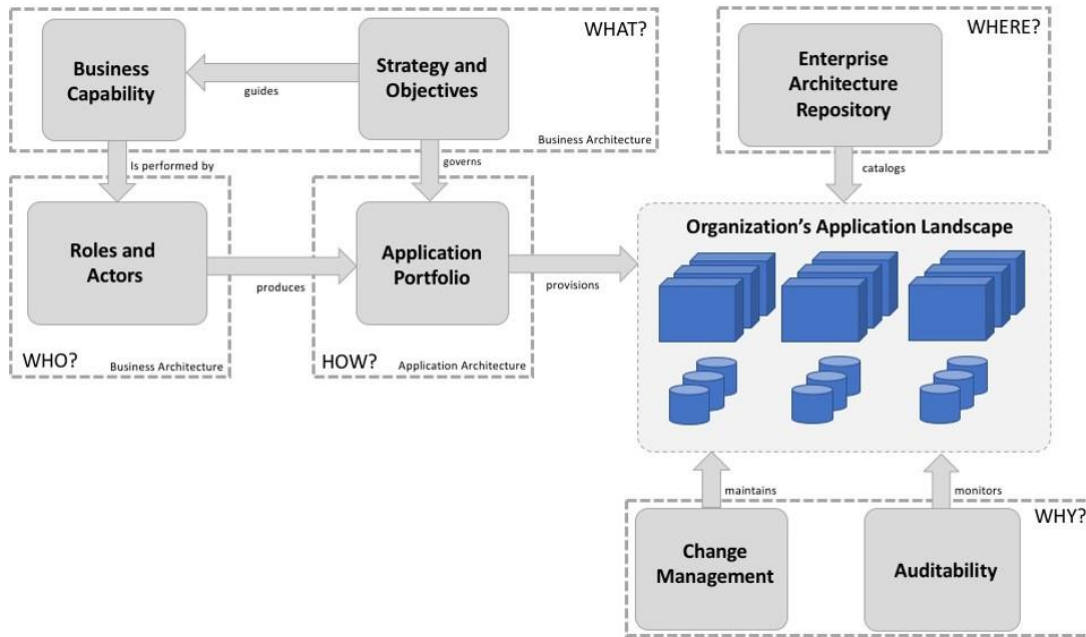 WHAT?
Business
Capability
guides
Strategy and
Objectives
Business Architecture
WHERE?
Enterprise
Architecture
Repository
Is performed by
governs
catalogs
Roles and
Actors
produces
WHO?
Business Architecture
Application
Portfolio
provisions
HOW?
Application Architecture
Organization's Application Landscape
maintains
monitors
WHY?
Change
Management
Auditability